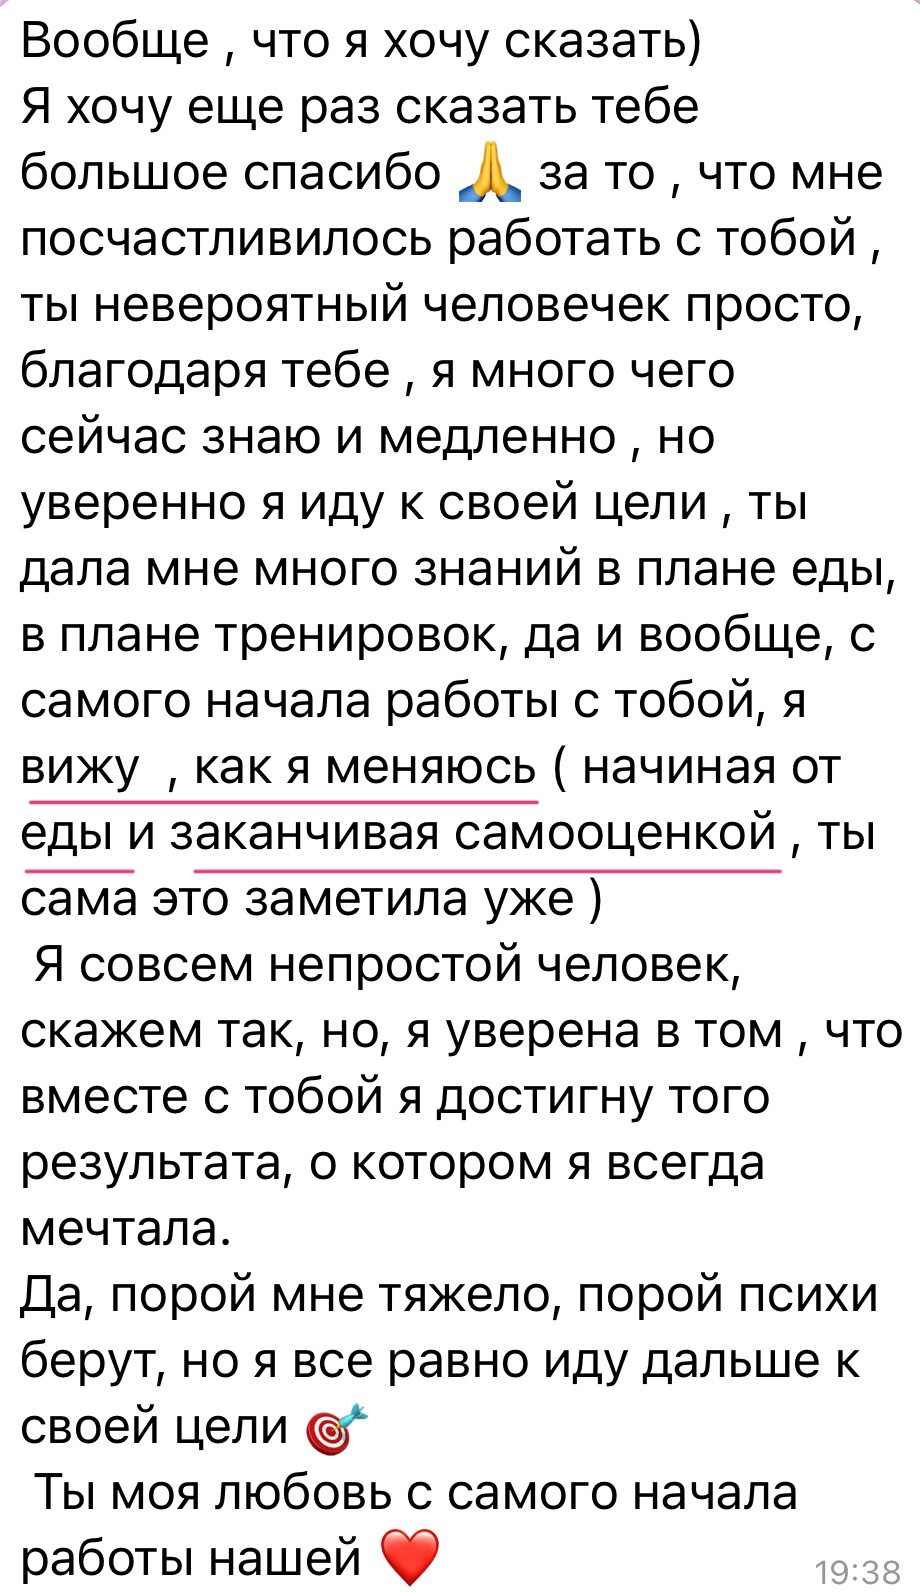 Вообще , что я хочу сказать)
Я хочу еще раз сказать тебе
большое спасибо 🙏 за то , что мне
посчастливилось работать с тобой ,
ты невероятный человечек просто,
благодаря тебе , я много чего
сейчас знаю и медленно , но
уверенно я иду к своей цели , ты
дала мне много знаний в плане еды,
в плане тренировок, да и вообще, с
самого начала работы с тобой, я
вижу  , как я меняюсь ( начиная от
еды и заканчивая самооценкой , ты
сама это заметила уже )
Я совсем непростой человек,
скажем так, но, я уверена в том , что
вместе с тобой я достигну того
результата, о котором я всегда
мечтала.
Да, порой мне тяжело, порой психи
берут, но я все равно иду дальше к
своей цели 🎯
Ты моя любовь с самого начала
работы нашей ❤️
19:38